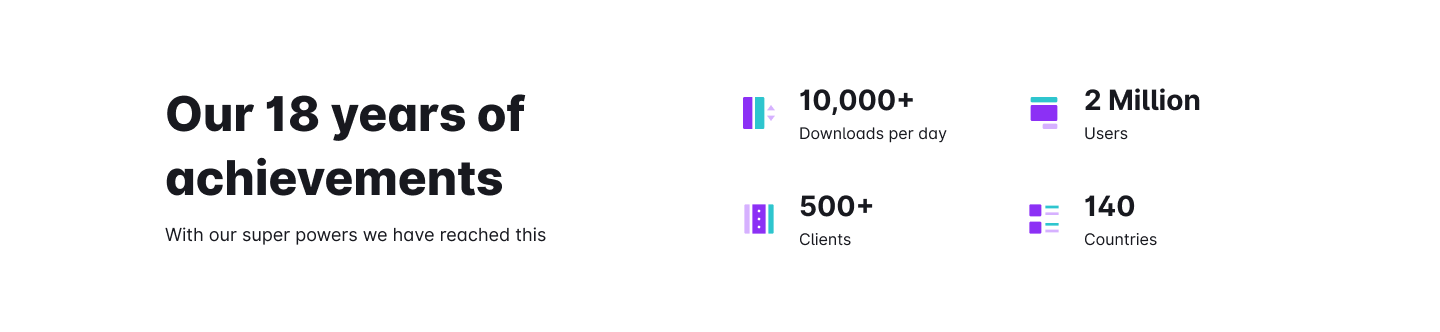 Our 18 years of
achievements
With our super powers we have reached this
10,000+
Downloads per day
2 Million
Users
500+
Clients
140
Countries